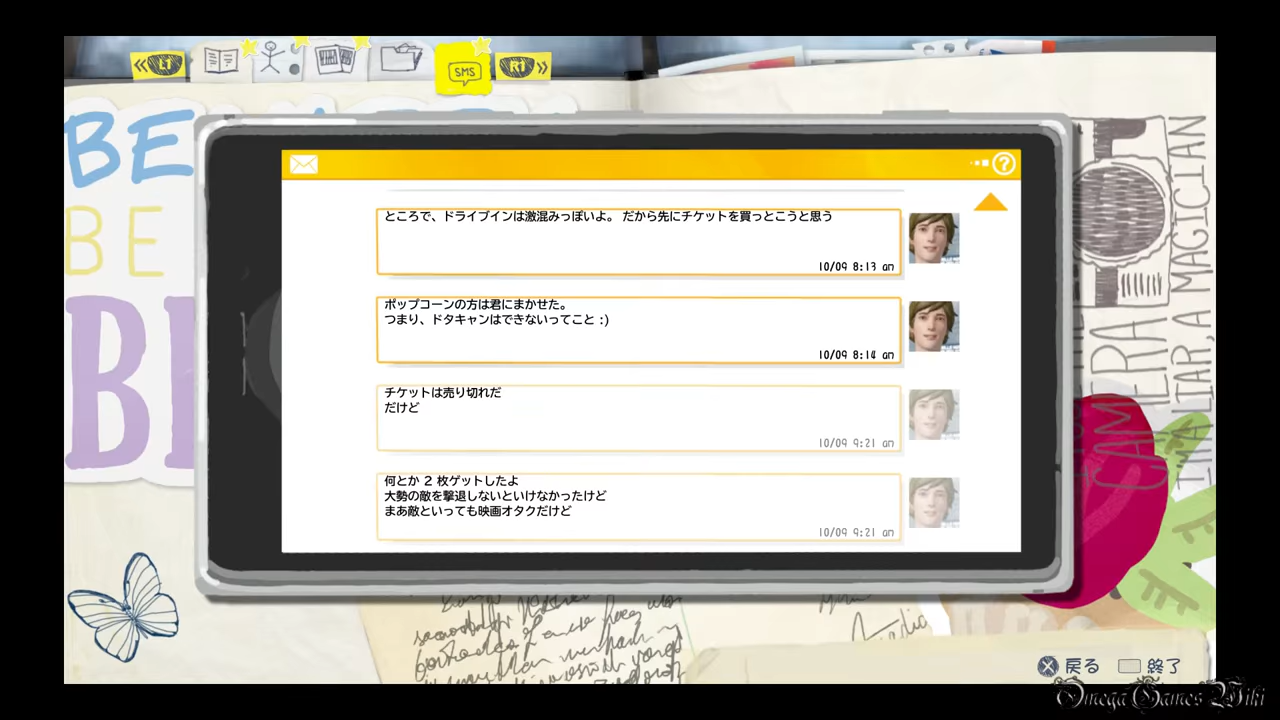 L1
SMS
R1
BE
BE
ところで、ドライブインは激混みっぽいよ。 だから先にチケットを買っとこうと思う
10/09 8:13 am
ポップコーンの方は君にまかせた。
つまり、ドタキャンはできないってこと :)
10/09 8:14 am
チケットは売り切れだ
だけど
10/09 9:21 am
何とか 2 枚ゲットしたよ
大勢の敵を撃退しないといけなかったけど
まあ敵といっても映画オタクだけど
10/09 9:21 am
CAMERA
I'M A LIAR, A MAGICIAN
戻る
終了
Omega Games Wiki